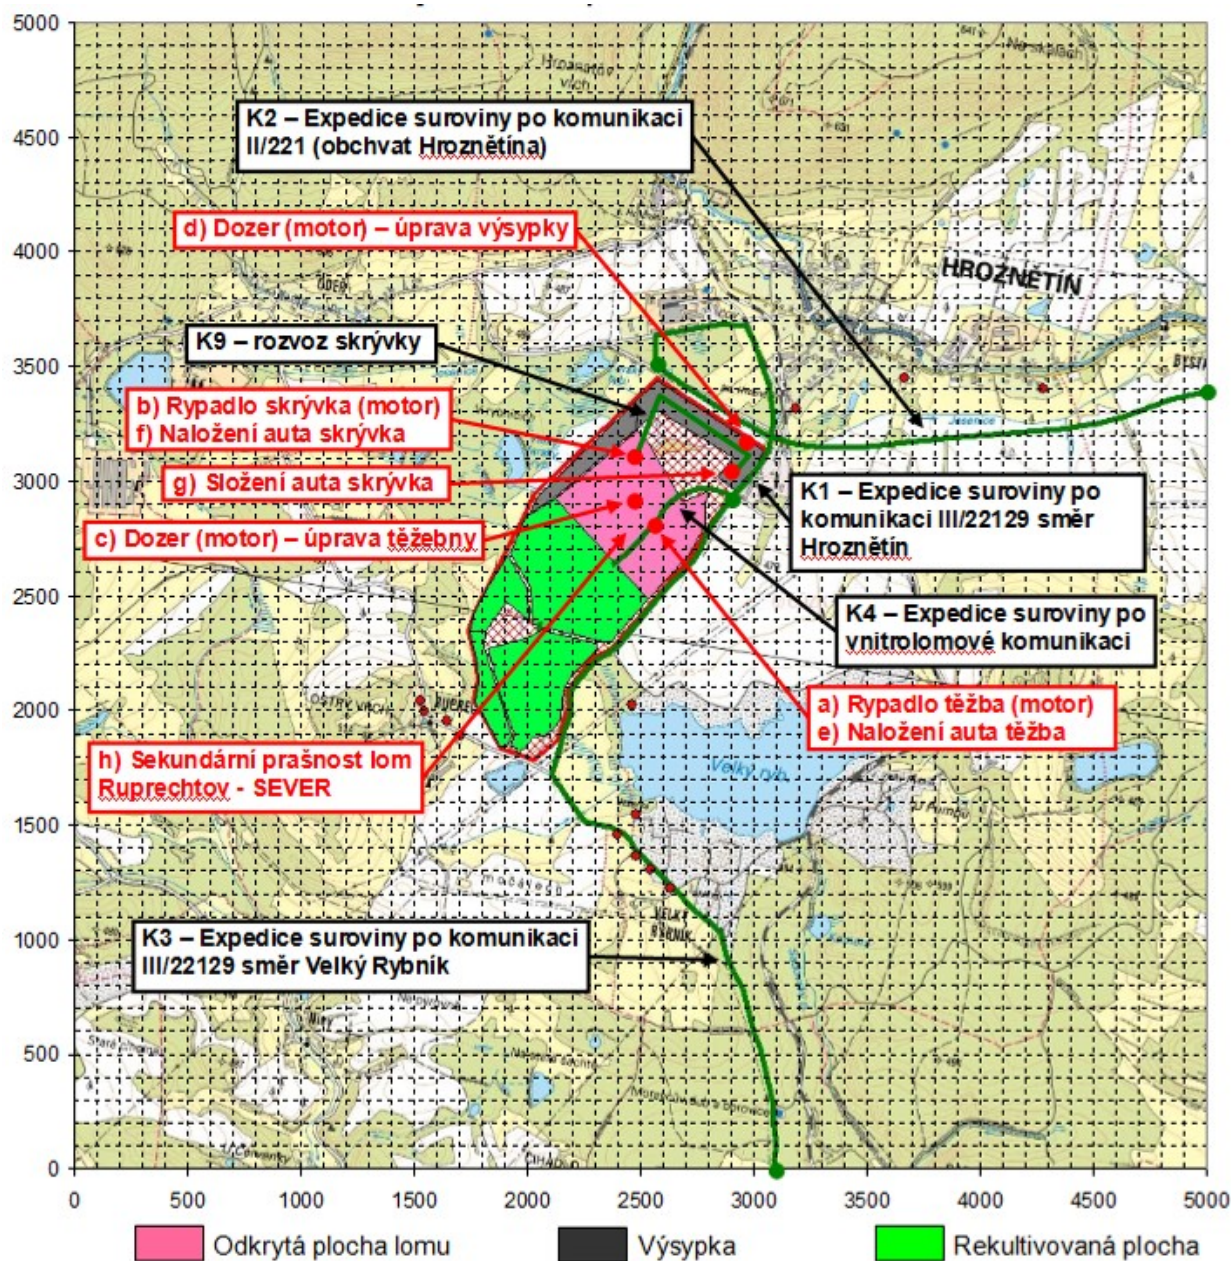 5000
4500
4000
3500
3000
2500
2000
1500
1000
500
0
K2 – Expedice suroviny po komunikaci
II/221 (obchvat Hroznětína)
d) Dozer (motor) – úprava výsypky
HROZNĚTÍN
K9 – rozvoz skrývky
b) Rypadlo skrývka (motor)
f) Naložení auta skrývka
g) Složení auta skrývka
K1 – Expedice suroviny po
komunikaci III/22129 směr
Hroznětín
c) Dozer (motor) – úprava těžebny
K4 – Expedice suroviny po
vnitrolomové komunikaci
a) Rypadlo těžba (motor)
e) Naložení auta těžba
h) Sekundární prašnost lom
Ruprechtov - SEVER
Velký ryb.
VELKÝ
RYBNÍK
K3 – Expedice suroviny po komunikaci
III/22129 směr Velký Rybník
0 500 1000 1500 2000 2500 3000 3500 4000 4500 5000
Odkrytá plocha lomu
Výsypka
Rekultivovaná plocha